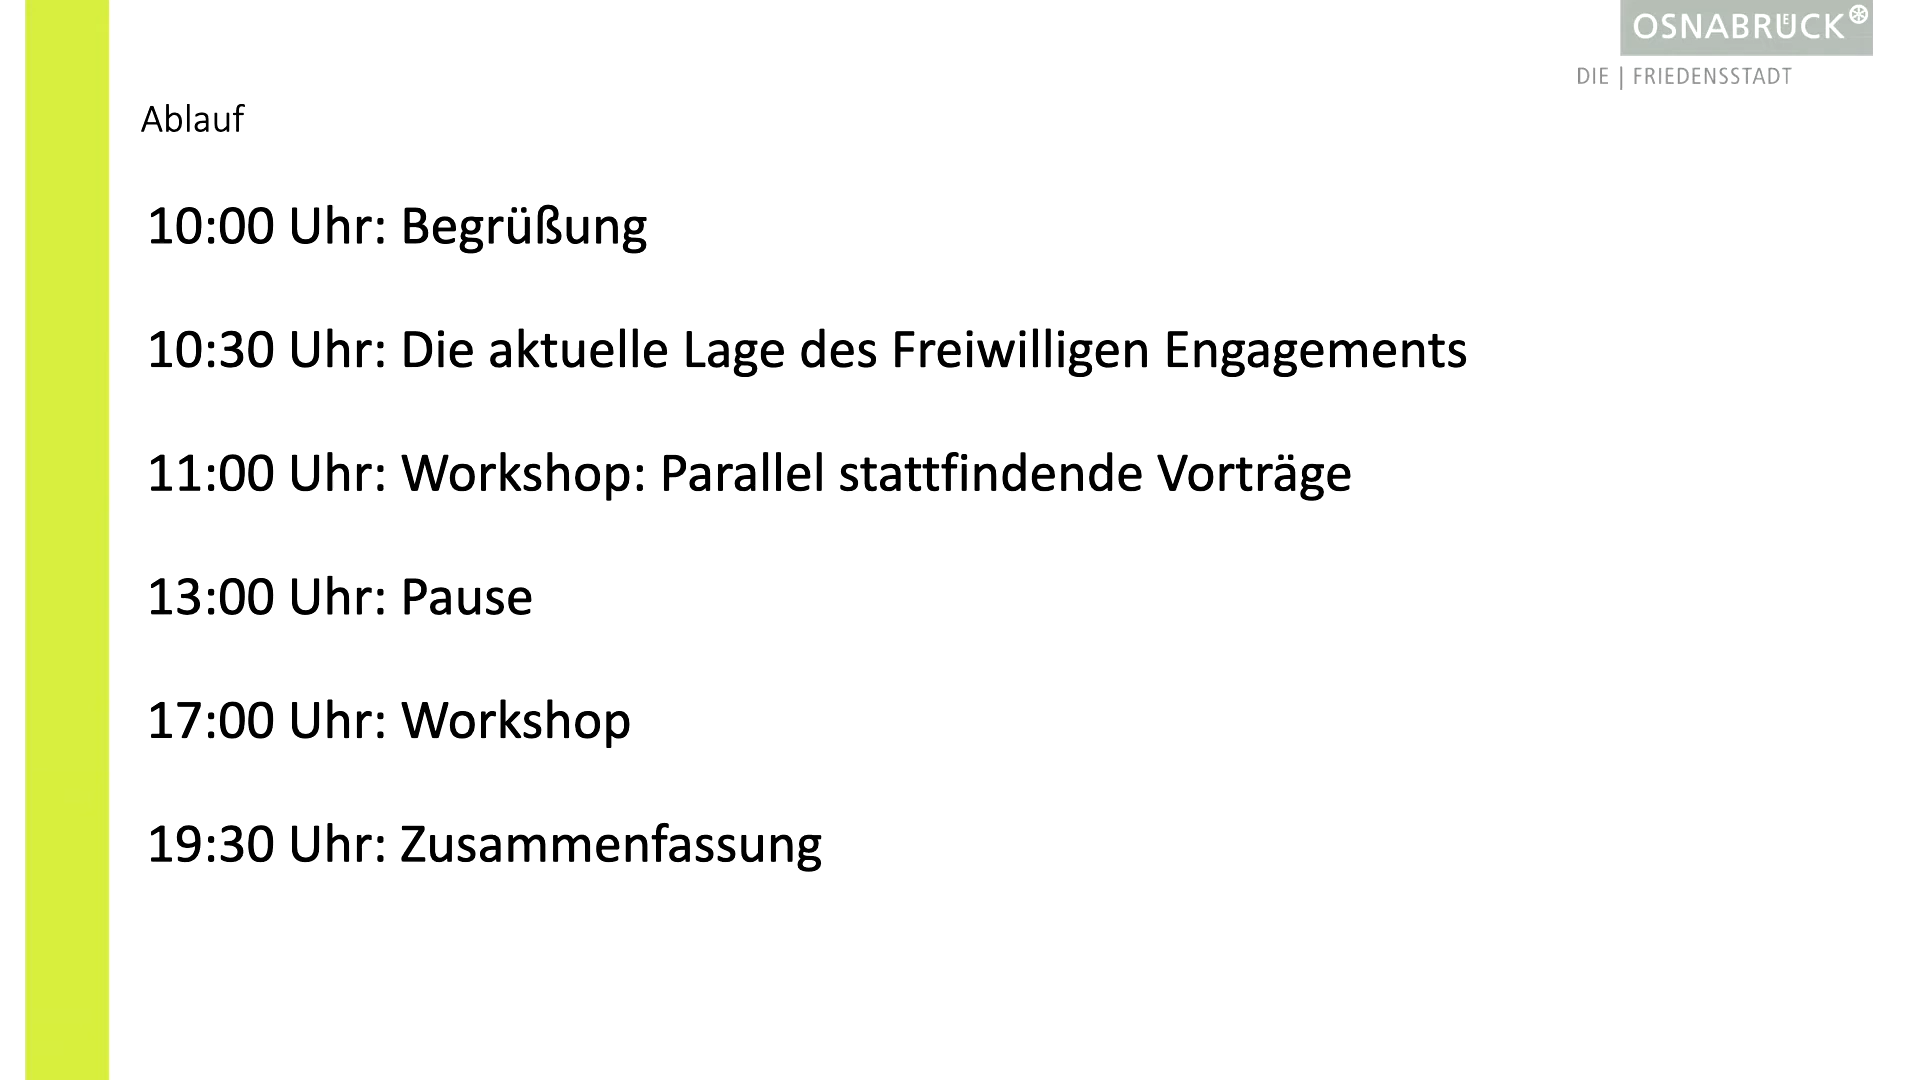 OSNABRÜCK
DIE | FRIEDENSSTADT
Ablauf
10:00 Uhr: Begrüßung
10:30 Uhr: Die aktuelle Lage des Freiwilligen Engagements
11:00 Uhr: Workshop: Parallel stattfindende Vorträge
13:00 Uhr: Pause
17:00 Uhr: Workshop
19:30 Uhr: Zusammenfassung